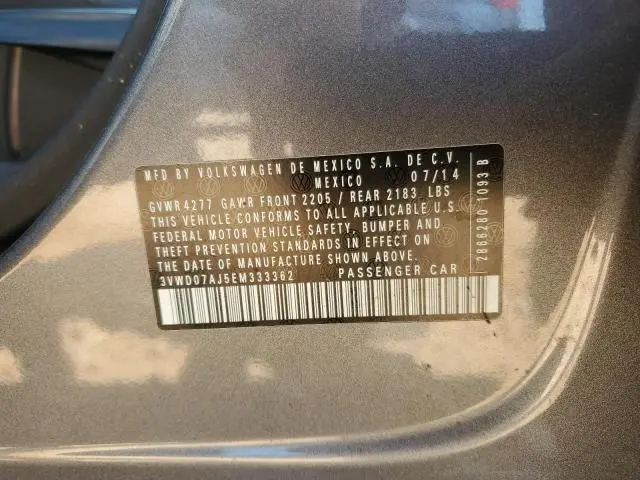 MFD BY VOLKSWAGEN DE MEXICO S.A. DE C.V.
MEXICO 07/14
GVWR 4277 GAWR FRONT 2205 / REAR 2183 LBS
THIS VEHICLE CONFORMS TO ALL APPLICABLE U.S.
FEDERAL MOTOR VEHICLE SAFETY, BUMPER AND
THEFT PREVENTION STANDARDS IN EFFECT ON
THE DATE OF MANUFACTURE SHOWN ABOVE.
3VWD07AJ5EM333362 PASSENGER CAR
2866280 1093 B